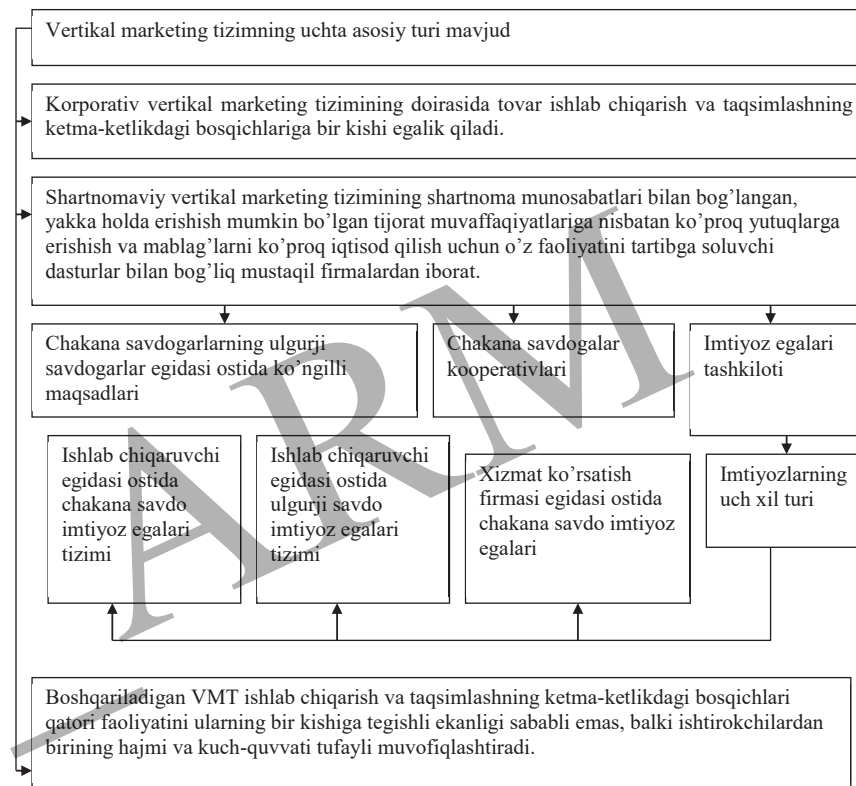 Vertikal marketing tizimning uchta asosiy turi mavjud
Korporativ vertikal marketing tizimining doirasida tovar ishlab chiqarish va taqsimlashning
ketma-ketlikdagi bosqichlariga bir kishi egalik qiladi.
Shartnomaviy vertikal marketing tizimining shartnoma munosabatlari bilan bog'langan,
yakka holda erishish mumkin bo'lgan tijorat muvaffaqiyatlariga nisbatan ko'proq yutuqlarga
erishish va mablag'larni ko'proq iqtisod qilish uchun o'z faoliyatini tartibga soluvchi
dasturlar bilan bog'liq mustaqil firmalardan iborat.
Chakana savdogarlarning ulgurji
savdogarlar egidasi ostida ko'ngilli
maqsadlari
Chakana savdogalar
kooperativlari
Imtiyoz egalari
tashkiloti
Ishlab chiqaruvchi
egidasi ostida
chakana savdo
imtiyoz egalari
tizimi
Ishlab chiqaruvchi
egidasi ostida
ulgurji savdo
imtiyoz egalari
tizimi
Xizmat ko'rsatish
firmasi egidasi ostida
chakana savdo imtiyoz
egalari
Imtiyozlarning
uch xil turi
Boshqariladigan VMT ishlab chiqarish va taqsimlashning ketma-ketlikdagi bosqichlari
qatori faoliyatini ularning bir kishiga tegishli ekanligi sababli emas, balki ishtirokchilardan
birining hajmi va kuch-quvvati tufayli muvofiqlashtiradi.
ARM